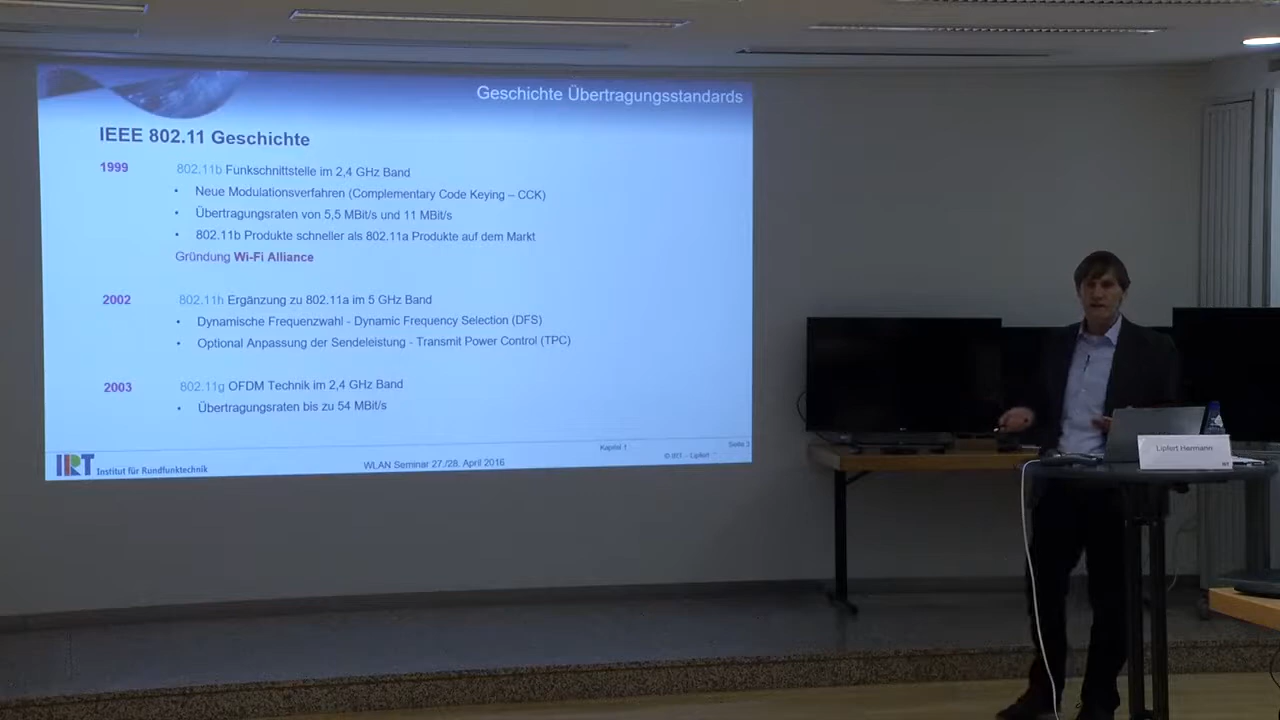 Geschichte Übertragungsstandards
IEEE 802.11 Geschichte
1999 802.11b Funkschnittstelle im 2,4 GHz Band
• Neue Modulationsverfahren (Complementary Code Keying – CCK)
• Übertragungsraten von 5,5 MBit/s und 11 MBit/s
• 802.11b Produkte schneller als 802.11a Produkte auf dem Markt
Gründung Wi-Fi Alliance
2002 802.11h Ergänzung zu 802.11a im 5 GHz Band
• Dynamische Frequenzwahl - Dynamic Frequency Selection (DFS)
• Optional Anpassung der Sendeleistung - Transmit Power Control (TPC)
2003 802.11g OFDM Technik im 2,4 GHz Band
• Übertragungsraten bis zu 54 MBit/s
Kapitel 1 Seite 3
IRT Institut für Rundfunktechnik WLAN Seminar 27./28. April 2016 © IRT – Lipfert
Lipfert Hermann
IRT